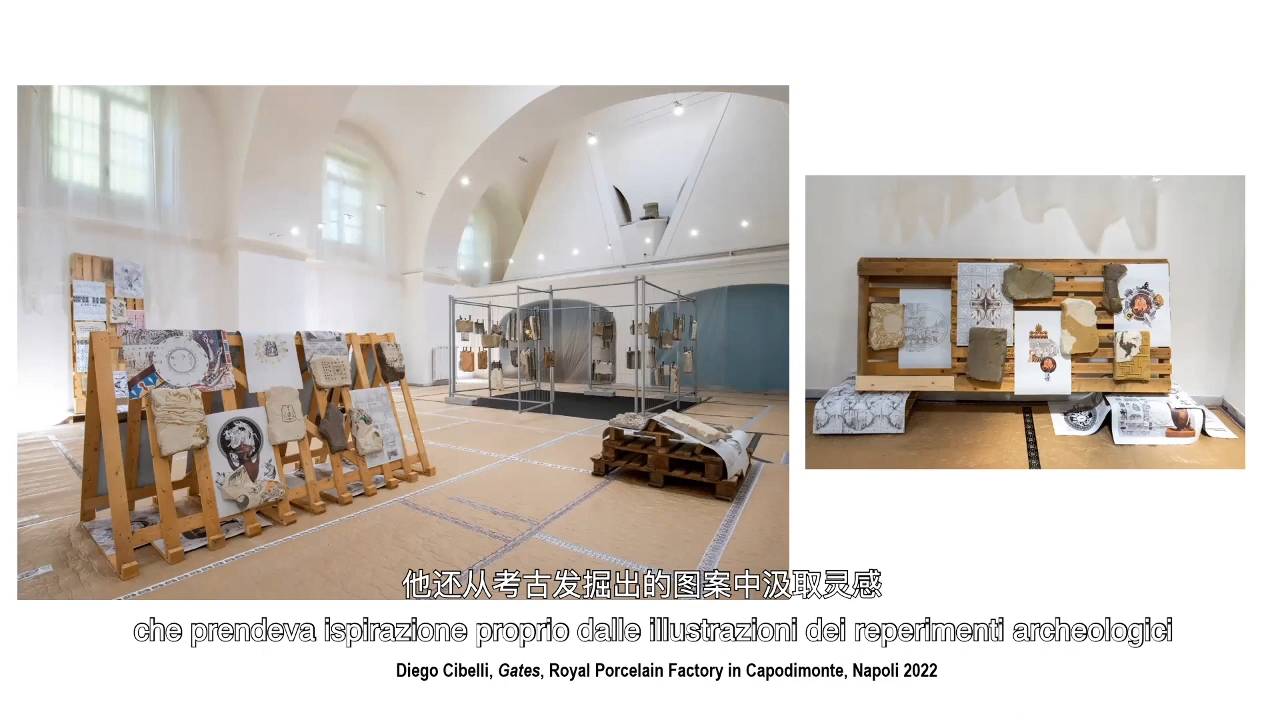 他还从考古发掘出的图案中汲取灵感
che prendeva ispirazione proprio dalle illustrazioni dei reperimenti archeologici
Diego Cibelli, Gates, Royal Porcelain Factory in Capodimonte, Napoli 2022